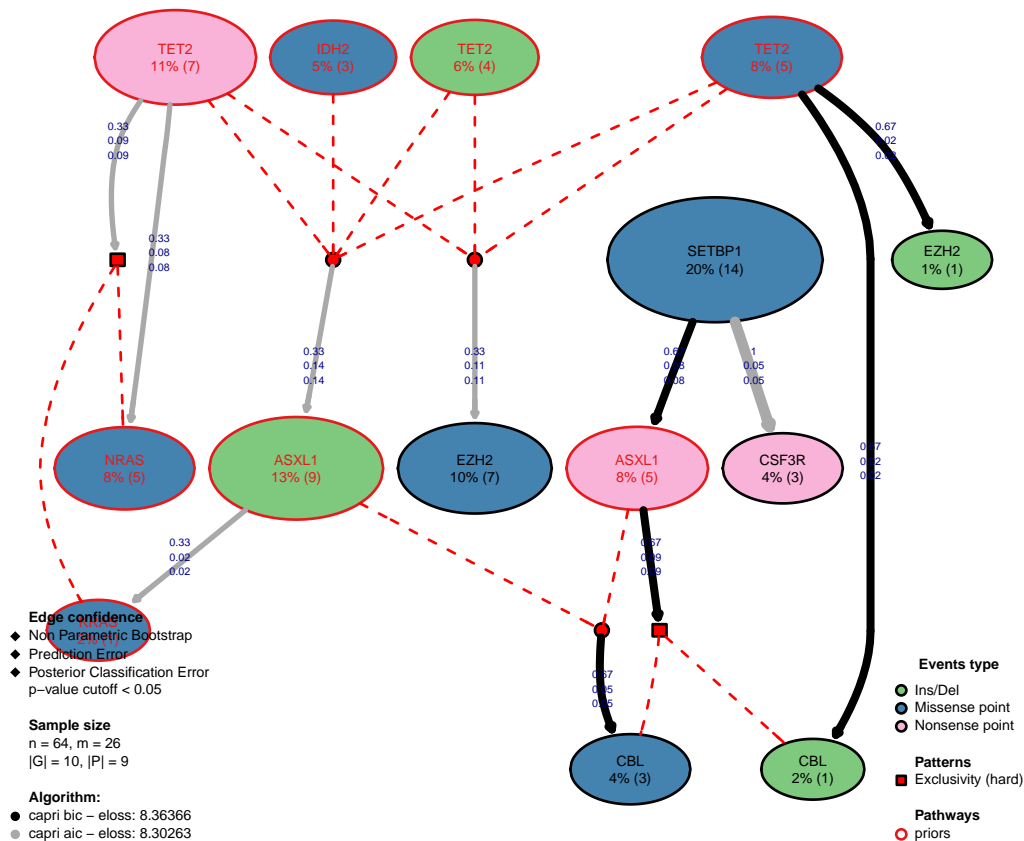 TET2
11% (7)
IDH2
5% (3)
TET2
6% (4)
TET2
8% (5)
0.33
0.09
0.09
0.67
0.02
0.33
0.08
0.08
SETBP1
20% (14)
EZH2
1% (1)
0.33
0.14
0.14
0.33
0.11
0.11
0.08
1
0.05
0.05
NRAS
8% (5)
ASXL1
13% (9)
EZH2
10% (7)
ASXL1
8% (5)
CSF3R
4% (3)
0.33
0.02
0.02
KRAS
2% (1)
CBL
4% (3)
CBL
2% (1)
Edge confidence
Non Parametric Bootstrap
Prediction Error
Posterior Classification Error
p−value cutoff < 0.05
Sample size
n = 64, m = 26
|G| = 10, |P| = 9
Algorithm:
capri bic − eloss: 8.36366
capri aic − eloss: 8.30263
Events type
Ins/Del
Missense point
Nonsense point
Patterns
Exclusivity (hard)
Pathways
priors